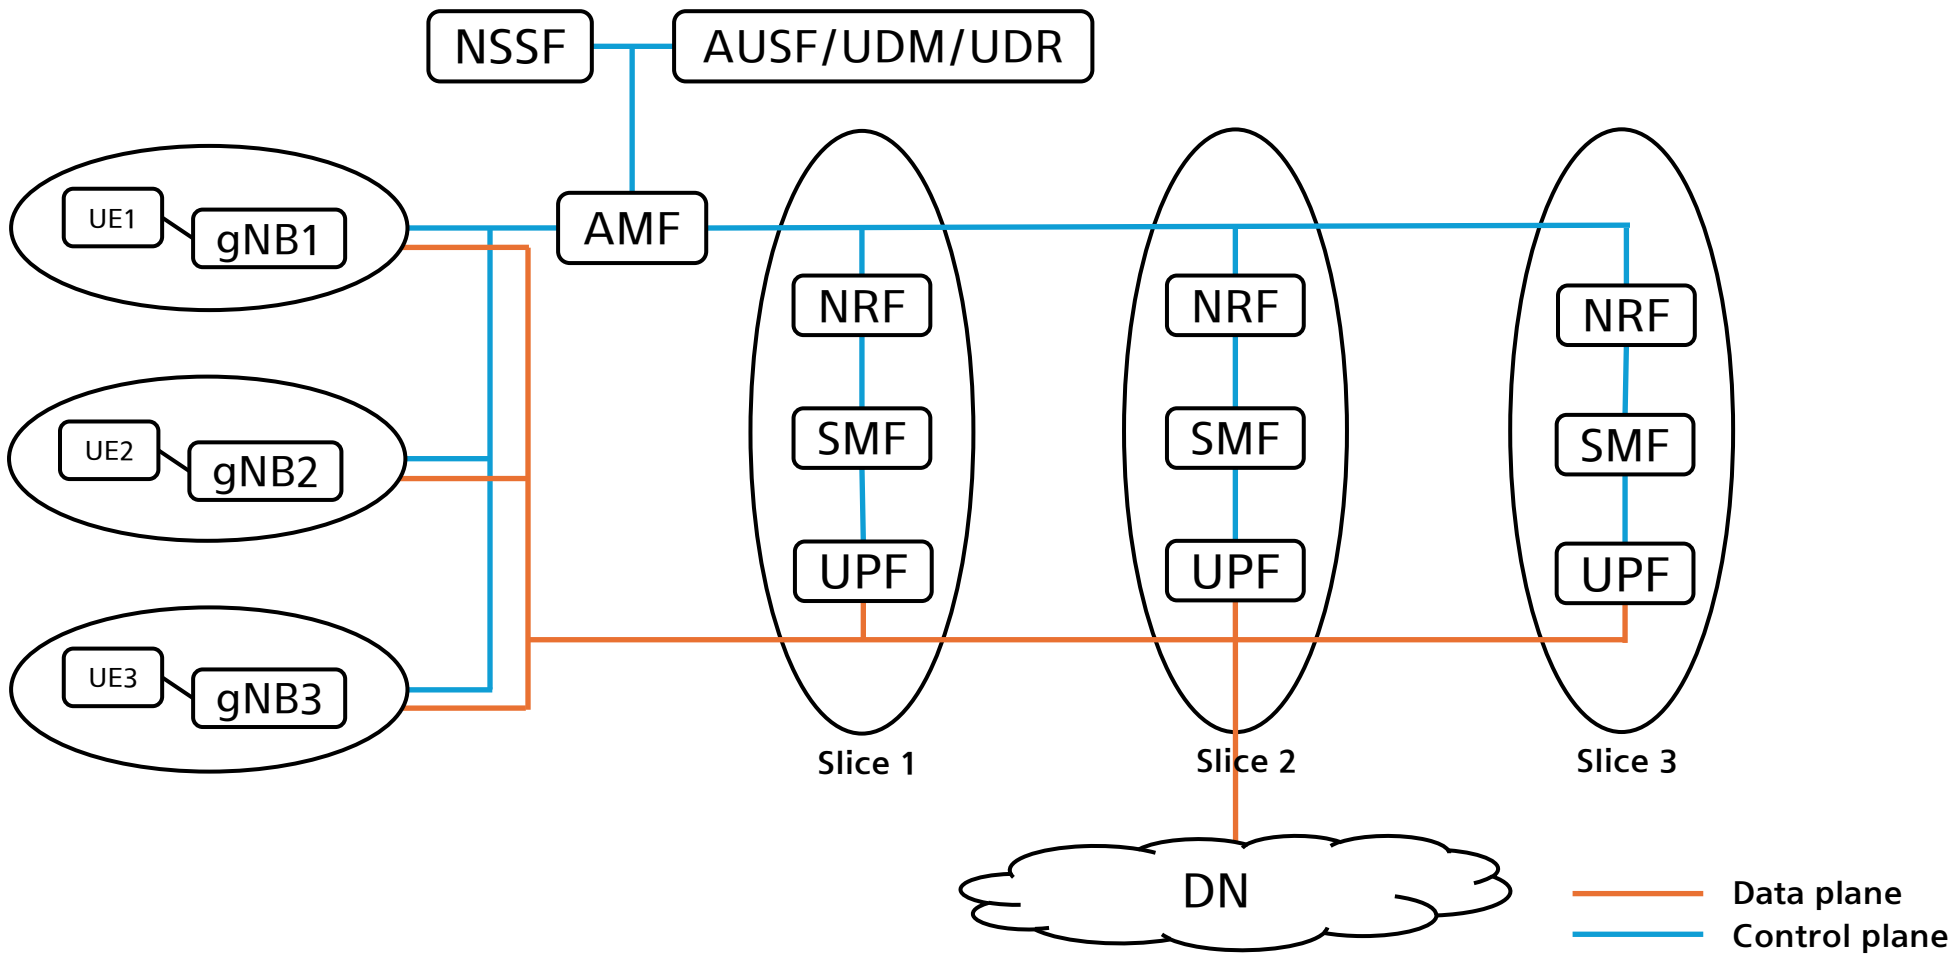 NSSF
AUSF/UDM/UDR
UE1
gNB1
AMF
UE2
gNB2
UE3
gNB3
NRF
SMF
UPF
Slice 1
NRF
SMF
UPF
Slice 2
NRF
SMF
UPF
Slice 3
DN
Data plane
Control plane